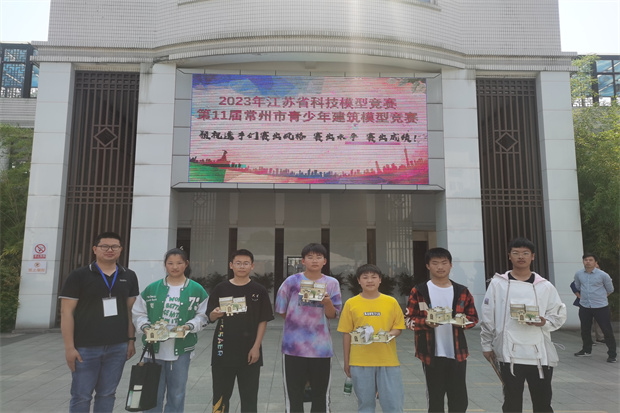 2023年江苏省科技模型竞赛
第11届常州市青少年建筑模型竞赛
预祝选手们赛出风格 赛出水平 赛出成绩！